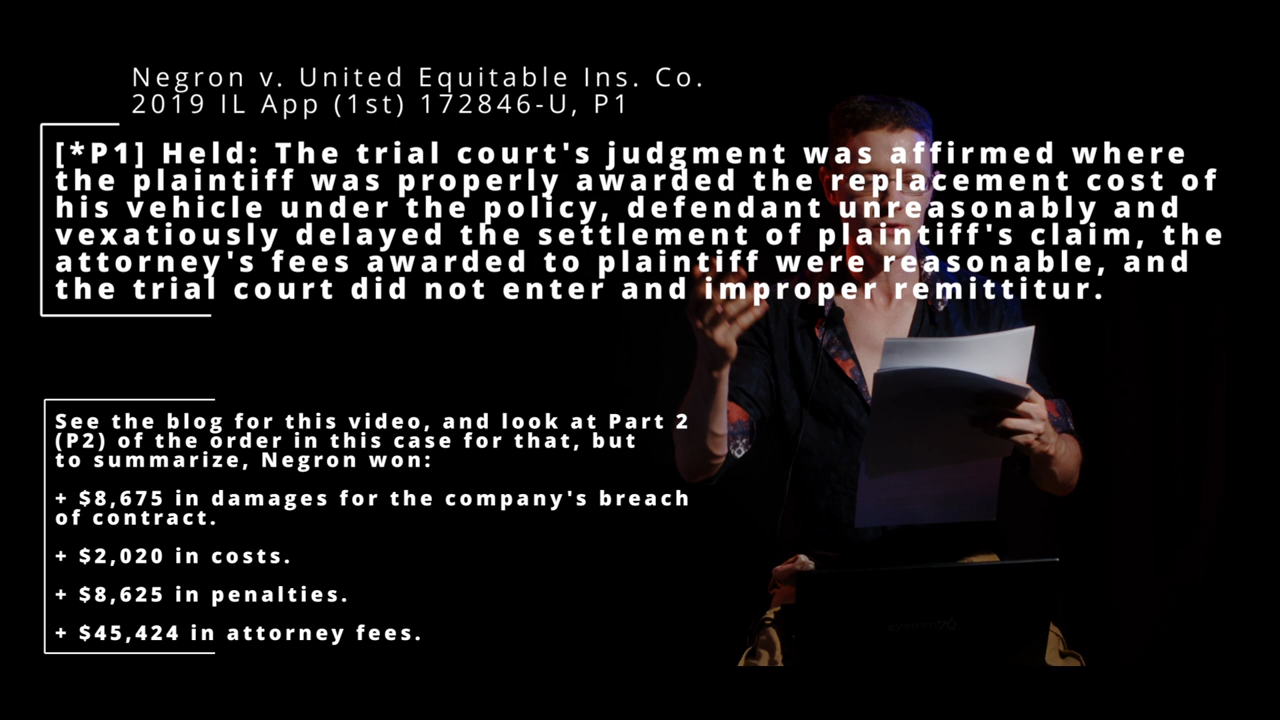 Negron v. United Equitable Ins. Co.
2019 IL App (1st) 172846-U, P1
[*P1] Held: The trial court's judgment was affirmed where
the plaintiff was properly awarded the replacement cost of
his vehicle under the policy, defendant unreasonably and
vexatiously delayed the settlement of plaintiff's claim, the
attorney's fees awarded to plaintiff were reasonable, and
the trial court did not enter and improper remittitur.
See the blog for this video, and look at Part 2
(P2) of the order in this case for that, but
to summarize, Negron won:
+ $8,675 in damages for the company's breach
of contract.
+ $2,020 in costs.
+ $8,625 in penalties.
+ $45,424 in attorney fees.